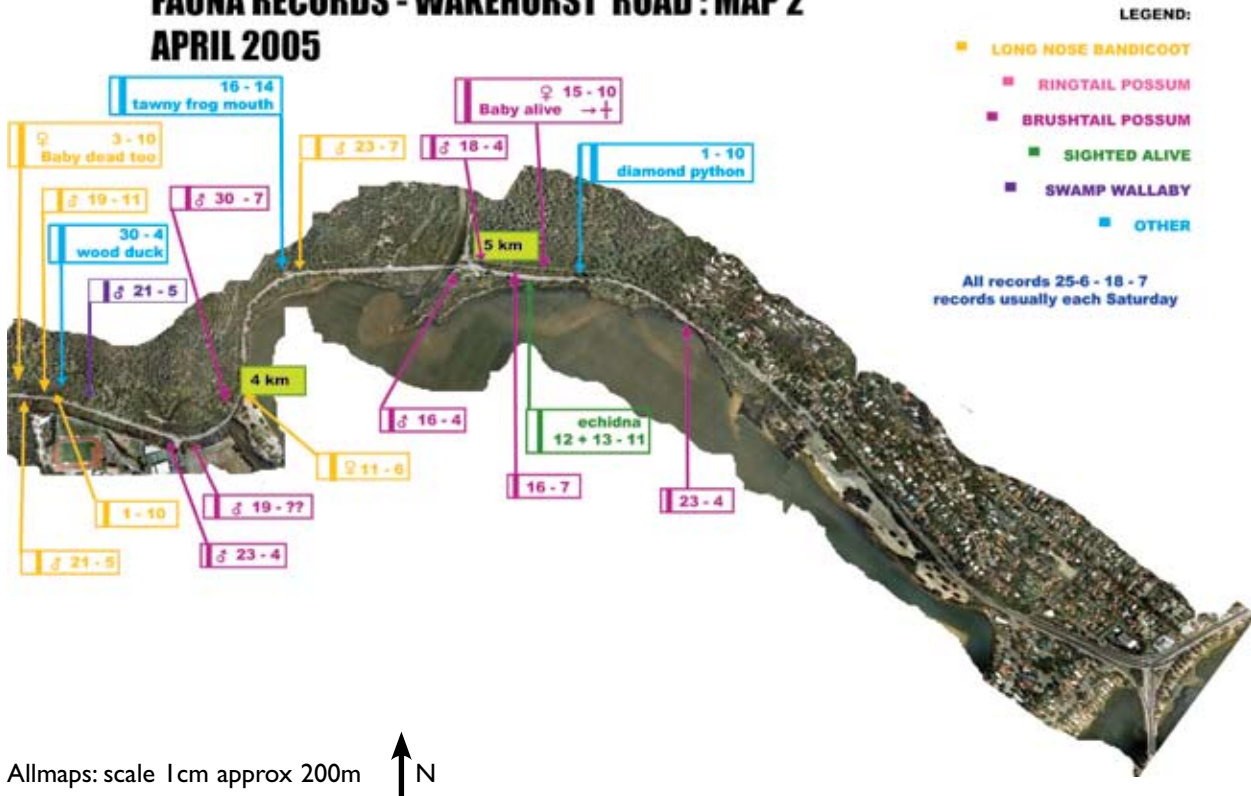 FAUNA RECORDS - WAKEHURST ROAD : MAP 2
APRIL 2005
LEGEND:
LONG NOSE BANDICOOT
RINGTAIL POSSUM
BRUSHTAIL POSSUM
SIGHTED ALIVE
SWAMP WALLABY
OTHER
All records 25-6 - 18 - 7
records usually each Saturday
16 - 14
tawny frog mouth
♀ 15 - 10
Baby alive →┼
♀ 3 - 10
Baby dead too
♂ 23 - 7
♂ 18 - 4
1 - 10
diamond python
♂ 19 - 11
♂ 30 - 7
30 - 4
wood duck
5 km
♂ 21 - 5
4 km
♂ 16 - 4
echidna
12 + 13 - 11
♀ 11 - 6
16 - 7
23 - 4
1 - 10
♂ 19 - ??
♂ 23 - 4
♂ 21 - 5
Allmaps: scale 1cm approx 200m
N